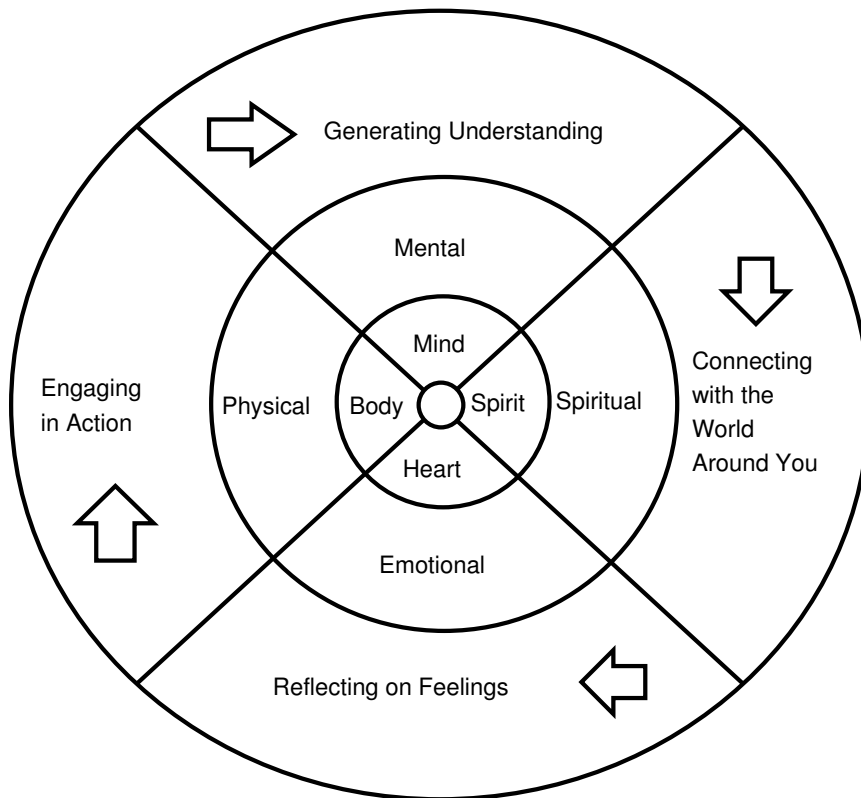 Generating Understanding
Mental
Mind
Engaging
in Action
Physical
Body
Spirit
Spiritual
Connecting
with the
World
Around You
Heart
Emotional
Reflecting on Feelings